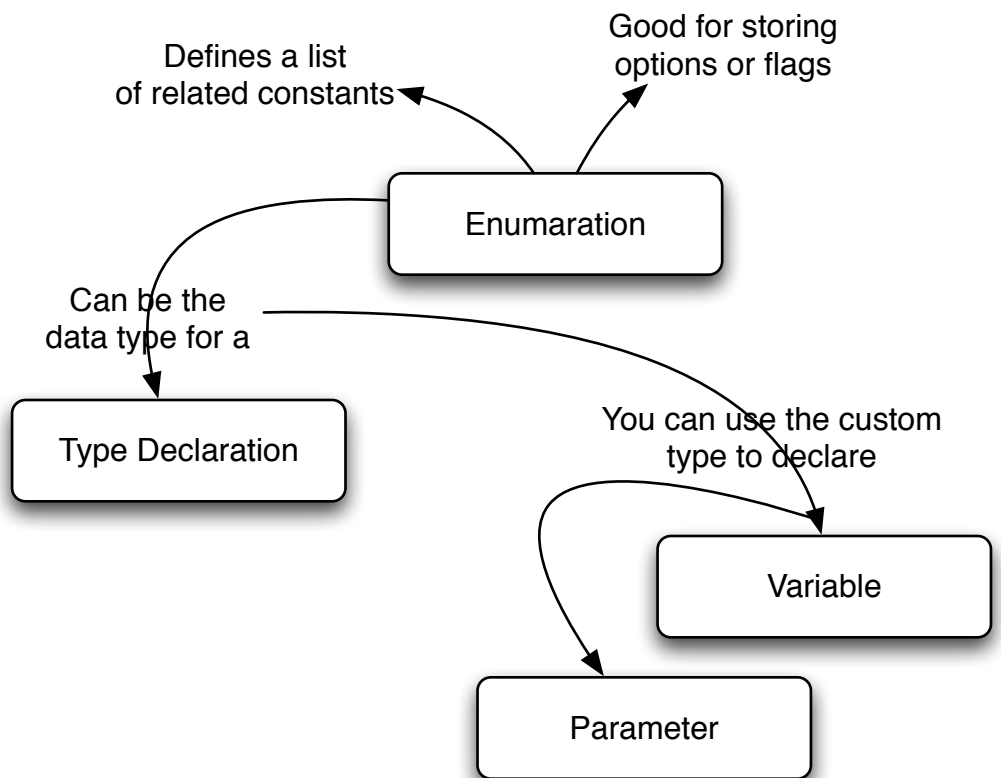 Good for storing
options or flags
Defines a list
of related constants
Enumaration
Can be the
data type for a
Type Declaration
You can use the custom
type to declare
Variable
Parameter